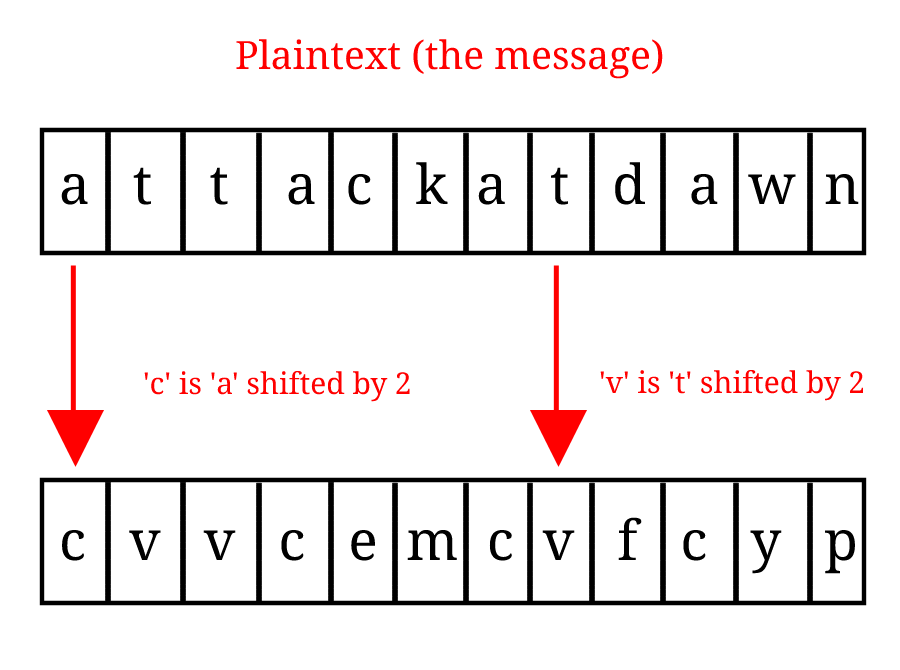 Plaintext (the message)
a t t a c k a t d a w n
'c' is 'a' shifted by 2 'v' is 't' shifted by 2
c v v c e m c v f c y p